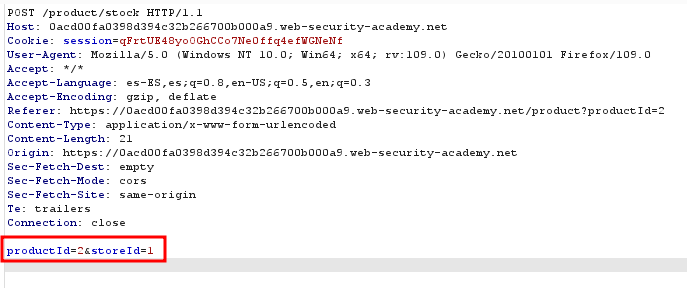 POST /product/stock HTTP/1.1
Host: 0acd00fa0398d394c32b266700b000a9.web-security-academy.net
Cookie: session=qFrtUE48yo0GhCCo7Ne0ffq4efWGNeNf
User-Agent: Mozilla/5.0 (Windows NT 10.0; Win64; x64; rv:109.0) Gecko/20100101 Firefox/109.0
Accept: */*
Accept-Language: es-ES,es;q=0.8,en-US;q=0.5,en;q=0.3
Accept-Encoding: gzip, deflate
Referer: https://0acd00fa0398d394c32b266700b000a9.web-security-academy.net/product?productId=2
Content-Type: application/x-www-form-urlencoded
Content-Length: 21
Origin: https://0acd00fa0398d394c32b266700b000a9.web-security-academy.net
Sec-Fetch-Dest: empty
Sec-Fetch-Mode: cors
Sec-Fetch-Site: same-origin
Te: trailers
Connection: close
productId=2&storeId=1